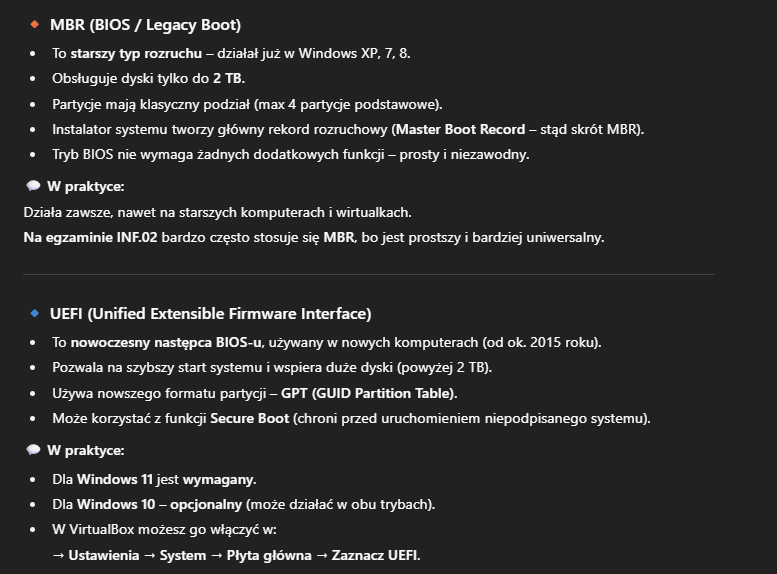 MBR (BIOS / Legacy Boot)
To starszy typ rozruchu – działał już w Windows XP, 7, 8.
Obsługuje dyski tylko do 2 TB.
Partycje mają klasyczny podział (max 4 partycje podstawowe).
Instalator systemu tworzy główny rekord rozruchowy (Master Boot Record – stąd skrót MBR).
Tryb BIOS nie wymaga żadnych dodatkowych funkcji – prosty i niezawodny.
W praktyce:
Działa zawsze, nawet na starszych komputerach i wirtualkach.
Na egzaminie INF.02 bardzo często stosuje się MBR, bo jest prostszy i bardziej uniwersalny.
UEFI (Unified Extensible Firmware Interface)
To nowoczesny następca BIOS-u, używany w nowych komputerach (od ok. 2015 roku).
Pozwala na szybszy start systemu i wspiera duże dyski (powyżej 2 TB).
Używa nowszego formatu partycji – GPT (GUID Partition Table).
Może korzystać z funkcji Secure Boot (chroni przed uruchomieniem niepodpisanego systemu).
W praktyce:
Dla Windows 11 jest wymagany.
Dla Windows 10 – opcjonalny (może działać w obu trybach).
W VirtualBox możesz go włączyć w:
→ Ustawienia → System → Płyta główna → Zaznacz UEFI.